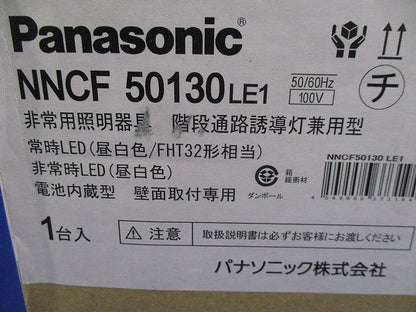 Panasonic
NNCF 50130 LE1
50/60Hz
100V
チ
非常用照明器具 階段通路誘導灯兼用型
常時LED(昼白色/FHT32形相当)
非常時LED(昼白色)
電池内蔵型 壁面取付専用
ダンボール
箱
緩衝材
NNCF50130 LE1
1台入
注意
取扱説明書は必ずお客様にお渡しください
パナソニック株式会社